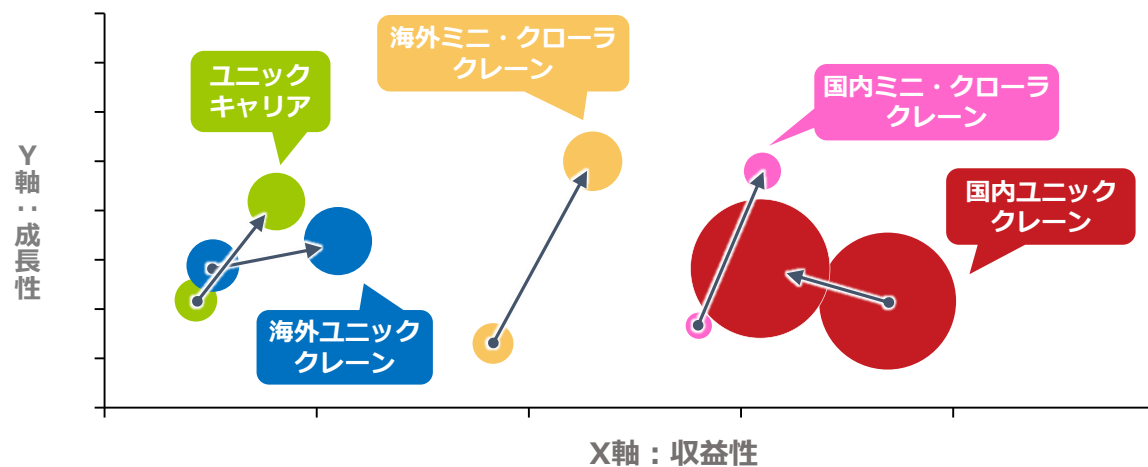 海外ミニ・クローラ
クレーン
ユニック
キャリア
国内ミニ・クローラ
クレーン
国内ユニック
クレーン
海外ユニック
クレーン
Y軸：成長性
X軸：収益性